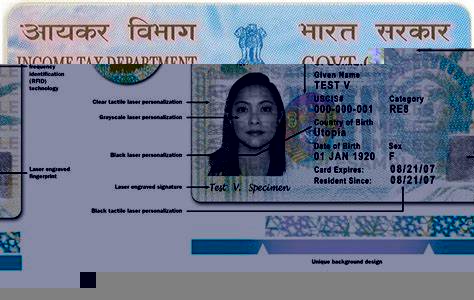 आयकर विभाग
भारत सरकार
INCOME TAX DEPARTMENT
GOVT
frequency
identification
(RFID)
technology
Given Name
TEST V
Clear tactile laser personalization
USCIS#
Category
000-000-001
RE8
Grayscale laser personalization
Country of Birth
Utopia
Date of Birth
Sex
Black laser personalization
01 JAN 1920
F
Laser engraved
fingerprint
Card Expires:
08/21/07
Laser engraved signature
Test V. Specimen
Resident Since:
08/21/07
Black tactile laser personalization
Unique background design